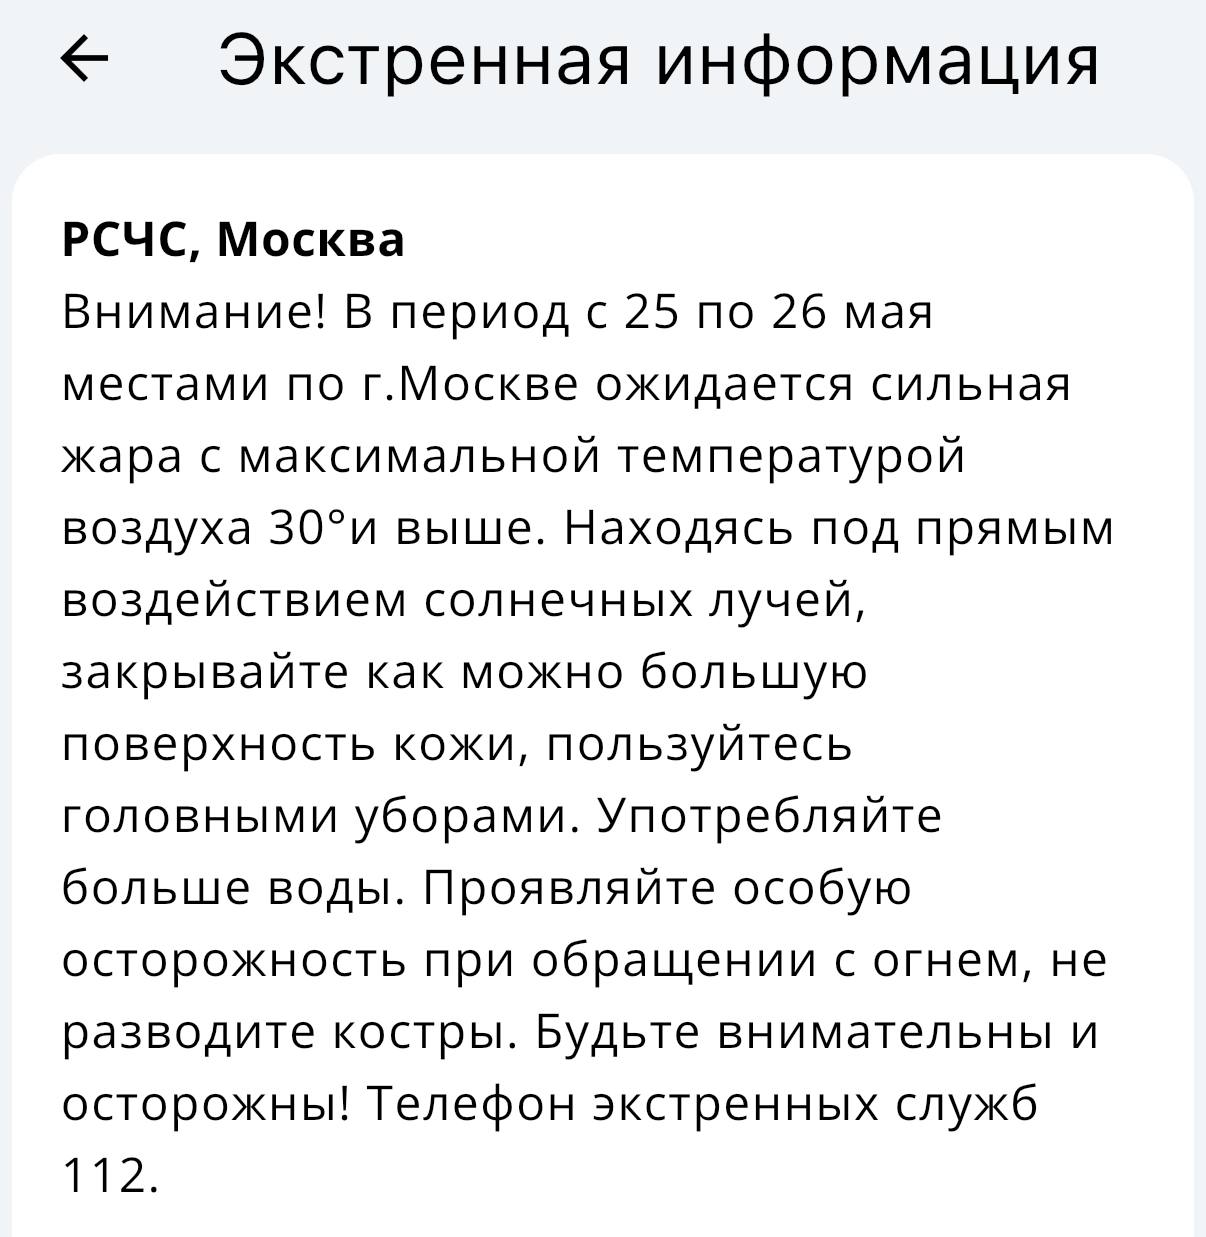 Экстренная информация
РСЧС, Москва
Внимание! В период с 25 по 26 мая
местами по г.Москве ожидается сильная
жара с максимальной температурой
воздуха 30°и выше. Находясь под прямым
воздействием солнечных лучей,
закрывайте как можно большую
поверхность кожи, пользуйтесь
головными уборами. Употребляйте
больше воды. Проявляйте особую
осторожность при обращении с огнем, не
разводите костры. Будьте внимательны и
осторожны! Телефон экстренных служб
112.